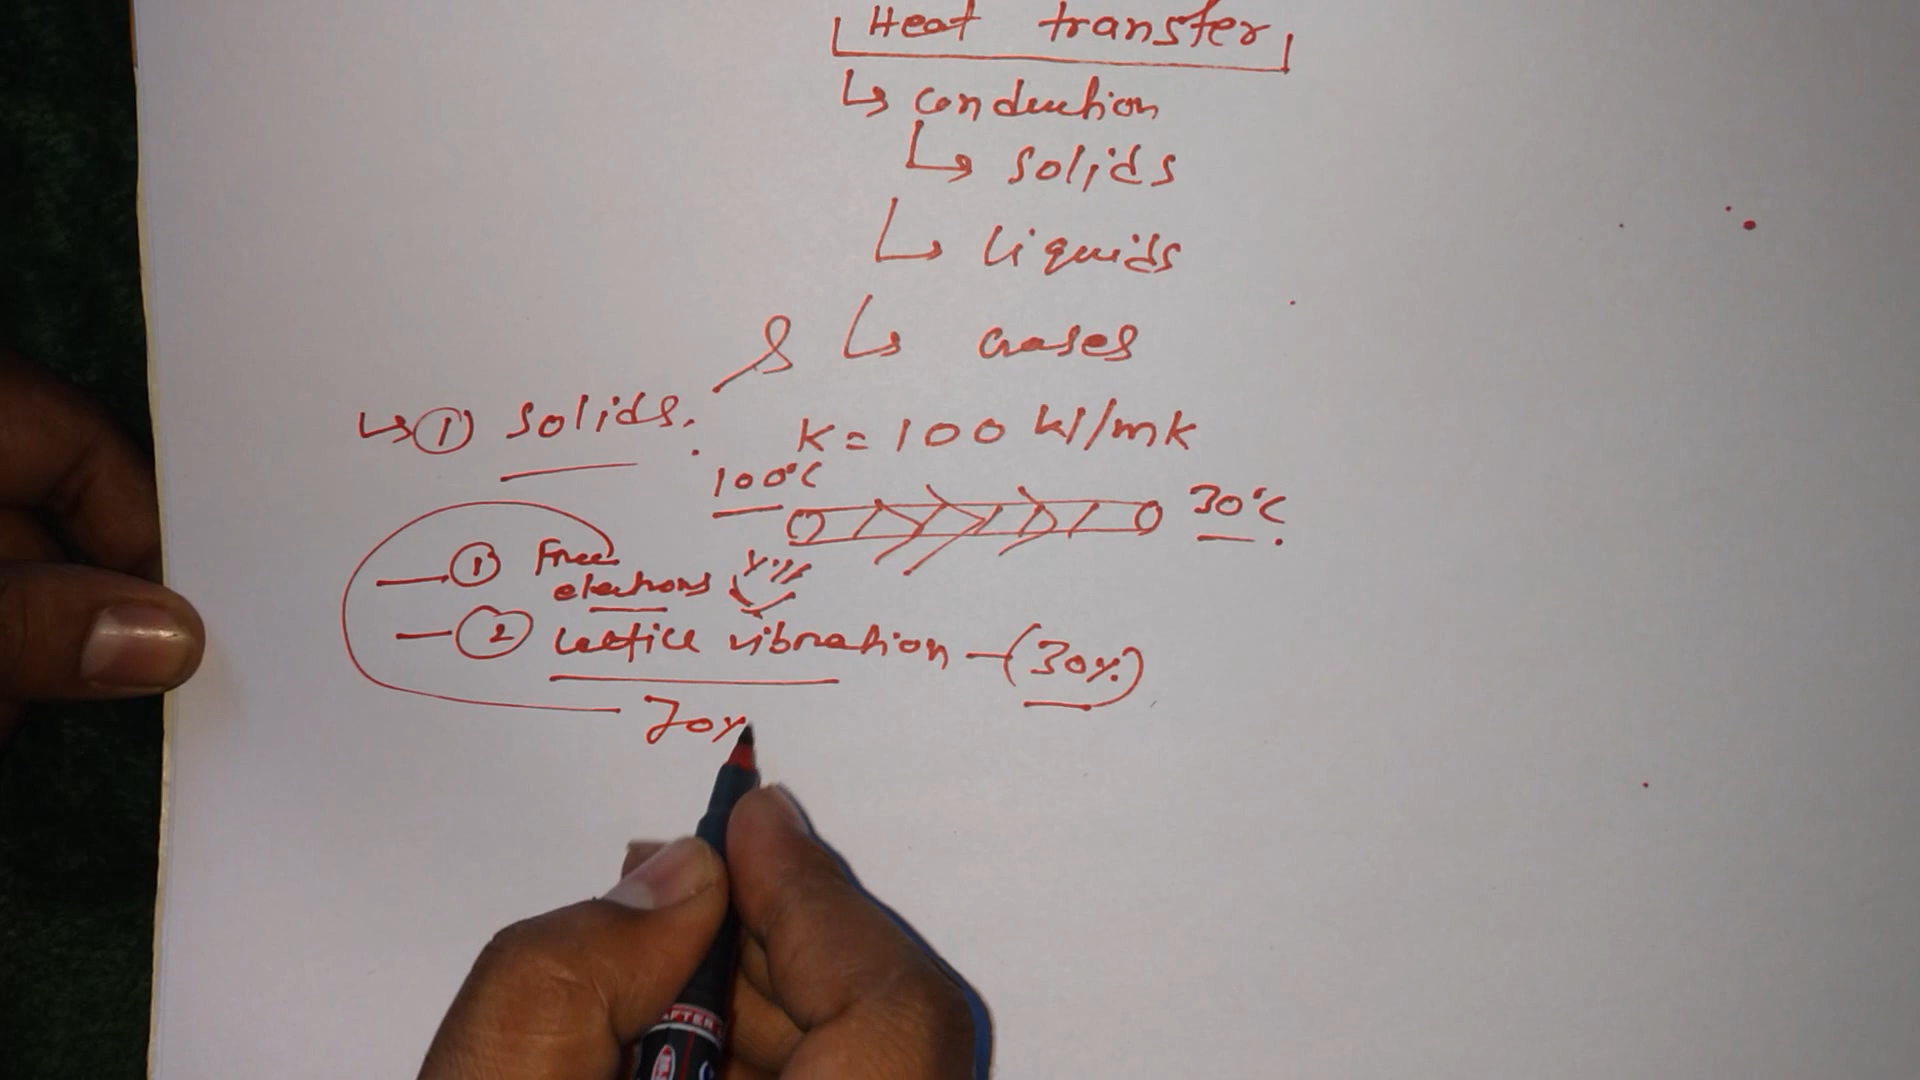 Heat transfer
↳ conduction
↳ solids
↳ liquids
& ↳ Gases
↳ ① solids.
K = 100 W/mk
100°C
30°C.
① Free
electrons
② Lattice vibration - (30%)
70%